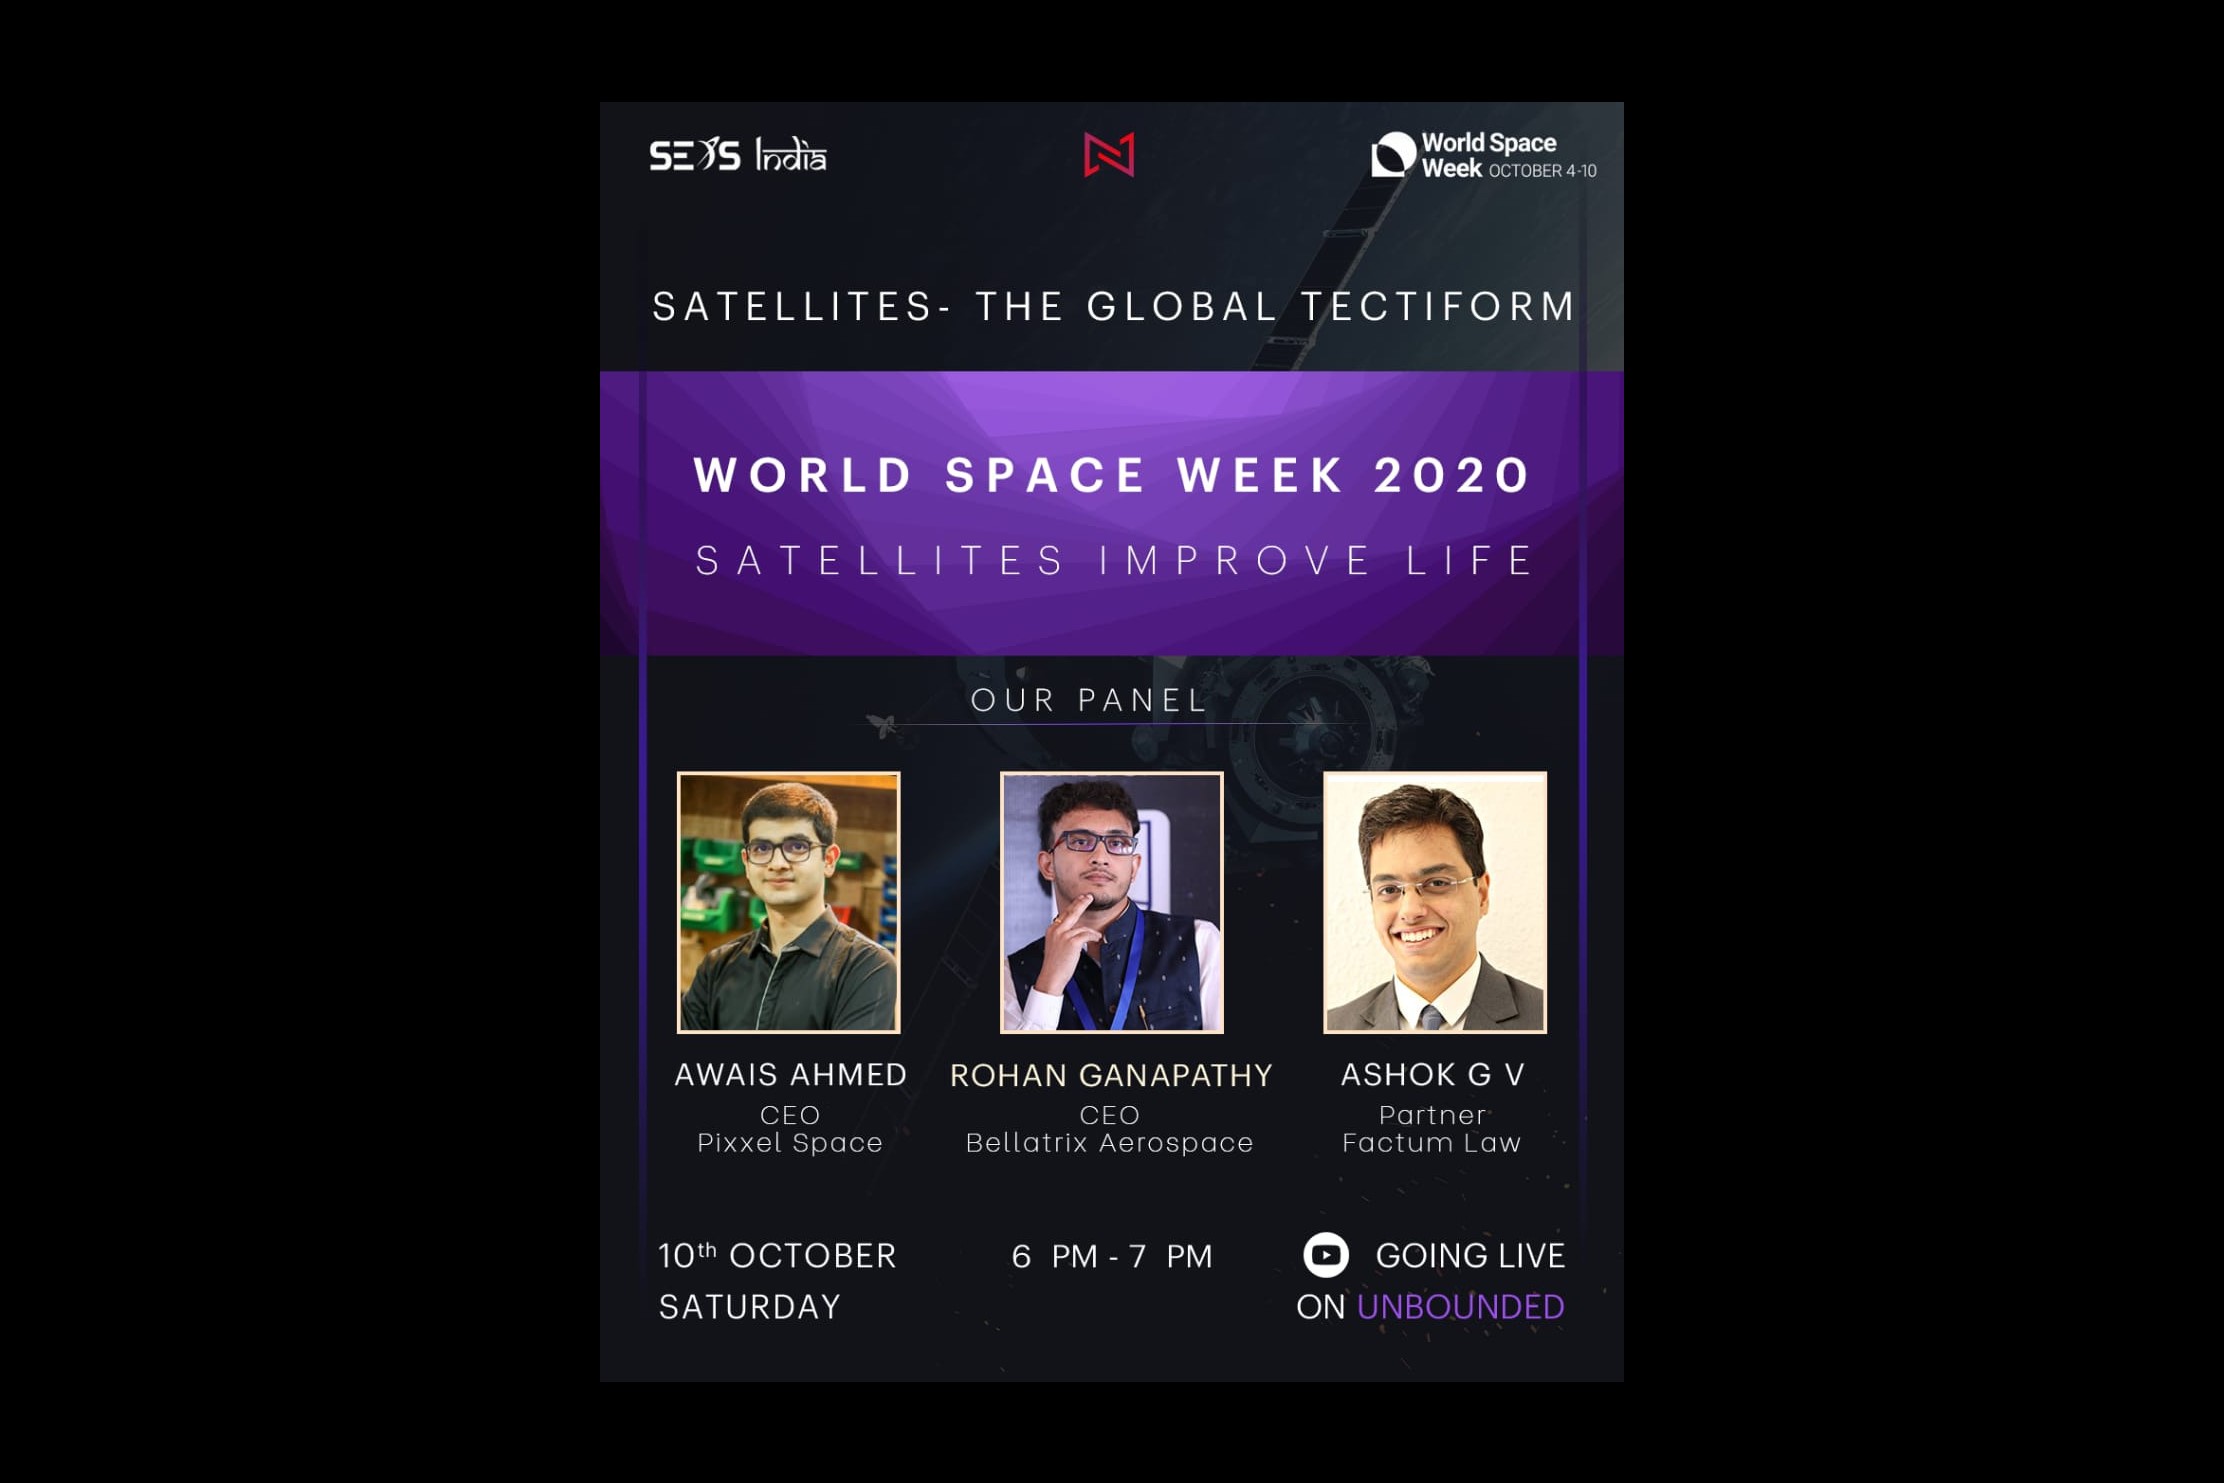 SEDS India
World Space
Week OCTOBER 4-10
SATELLITES- THE GLOBAL TECTIFORM
WORLD SPACE WEEK 2020
SATELLITES IMPROVE LIFE
OUR PANEL
AWAIS AHMED
CEO
Pixxel Space
ROHAN GANAPATHY
CEO
Bellatrix Aerospace
ASHOK G V
Partner
Factum Law
10th OCTOBER
SATURDAY
6 PM - 7 PM
GOING LIVE
ON UNBOUNDED